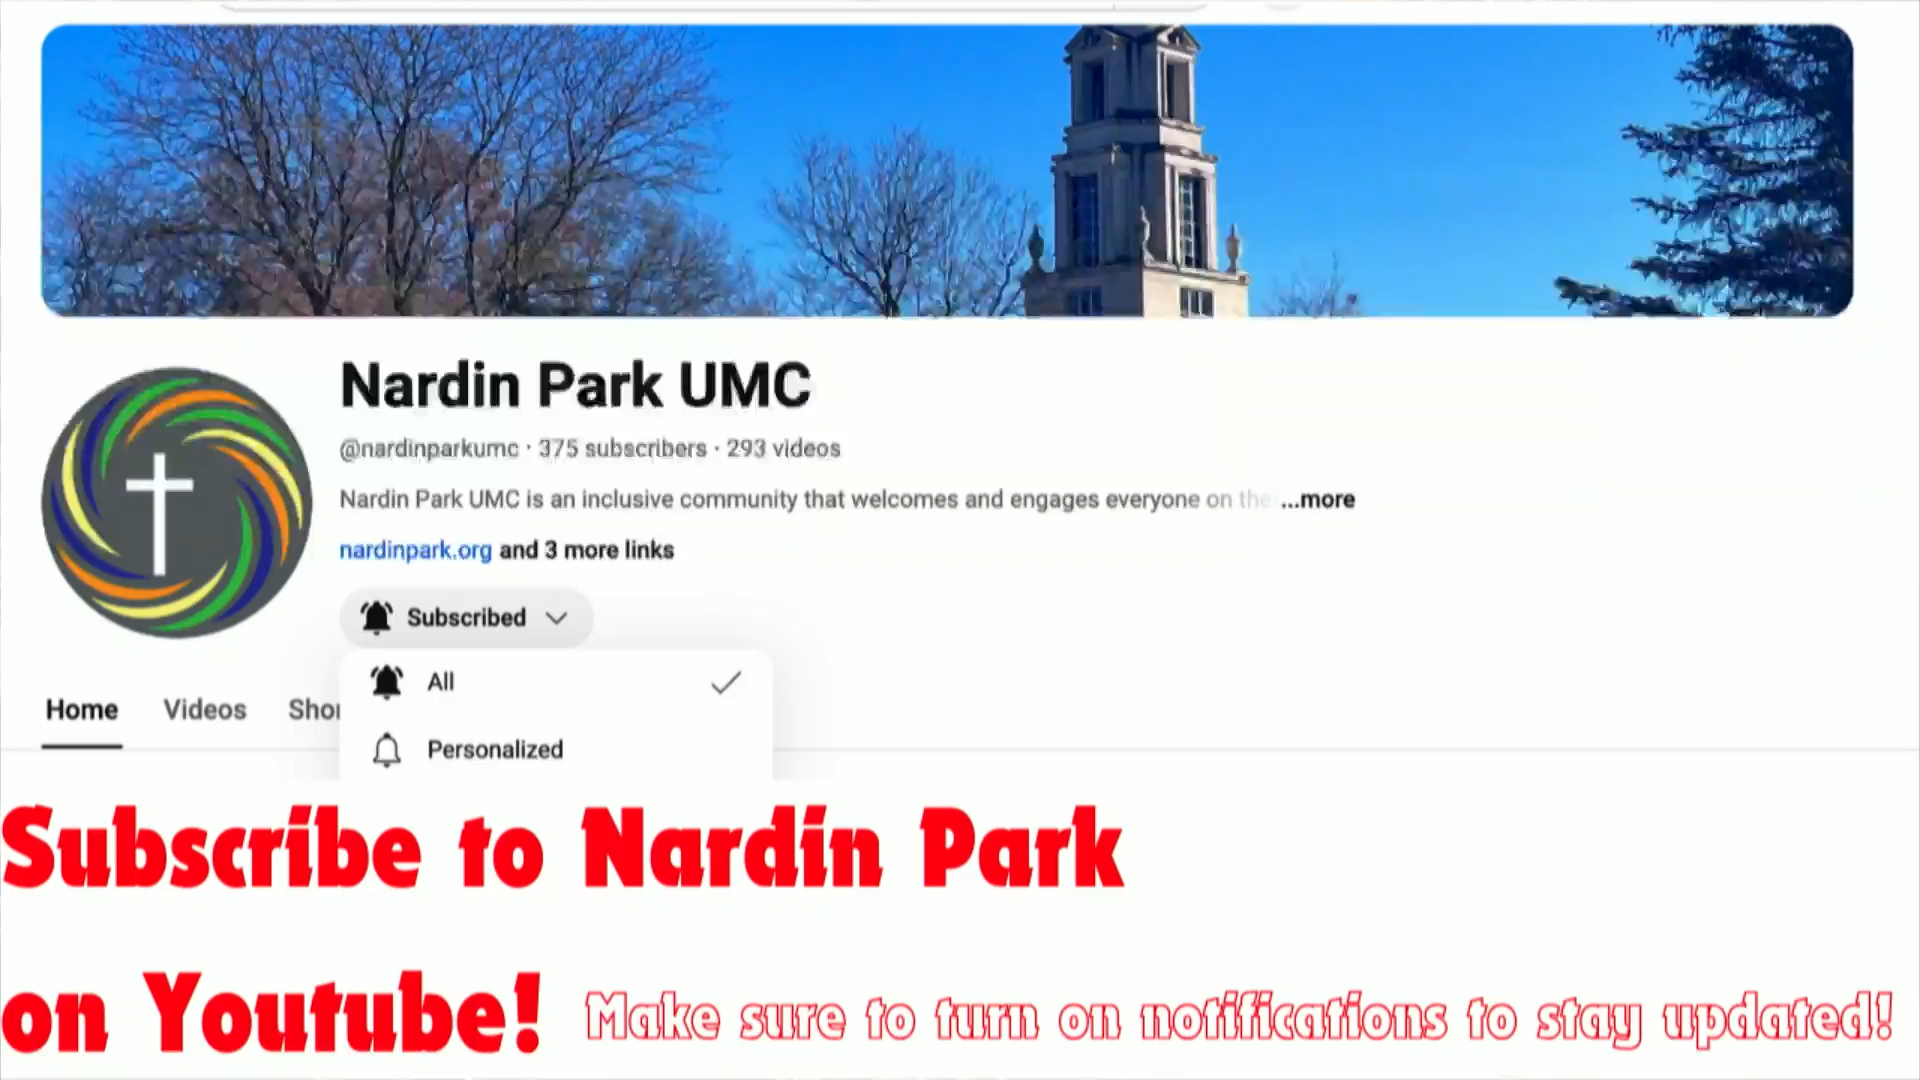 Nardin Park UMC
@nardinparkumc · 375 subscribers · 293 videos
Nardin Park UMC is an inclusive community that welcomes and engages everyone on the ...more
nardinpark.org and 3 more links
Subscribed
All
Home Videos Shor
Personalized
Subscribe to Nardin Park
on Youtube! Make sure to turn on notifications to stay updated!